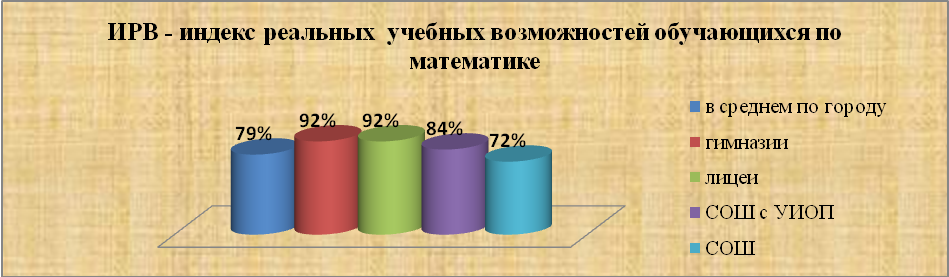 ИРВ - индекс реальных учебных возможностей обучающихся по
математике
79%
92%
92%
84%
72%
в среднем по городу
гимназии
лицеи
СОШ с УИОП
СОШ